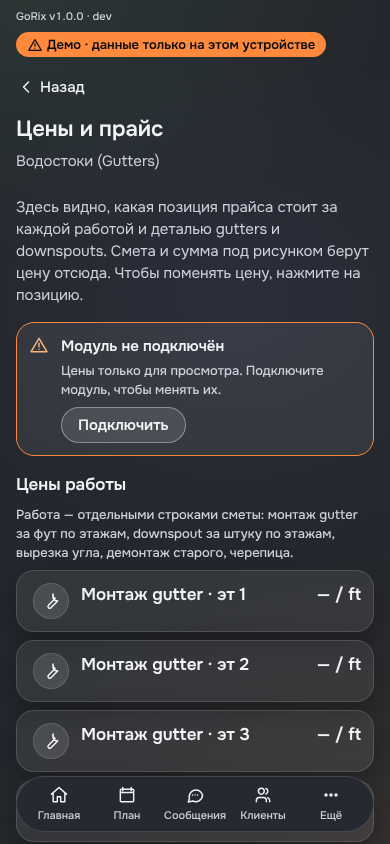 GoRix v1.0.0 · dev
Демо · данные только на этом устройстве
Назад
Цены и прайс
Водостоки (Gutters)
Здесь видно, какая позиция прайса стоит за
каждой работой и деталью gutters и
downspouts. Смета и сумма под рисунком берут
цену отсюда. Чтобы поменять цену, нажмите на
позицию.
Модуль не подключён
Цены только для просмотра. Подключите
модуль, чтобы менять их.
Подключить
Цены работы
Работа — отдельными строками сметы: монтаж gutter
за фут по этажам, downspout за штуку по этажам,
вырезка угла, демонтаж старого, черепица.
Монтаж gutter · эт 1 — / ft
Монтаж gutter · эт 2 — / ft
Монтаж gutter · эт 3 — / ft
Главная План Сообщения Клиенты Ещё